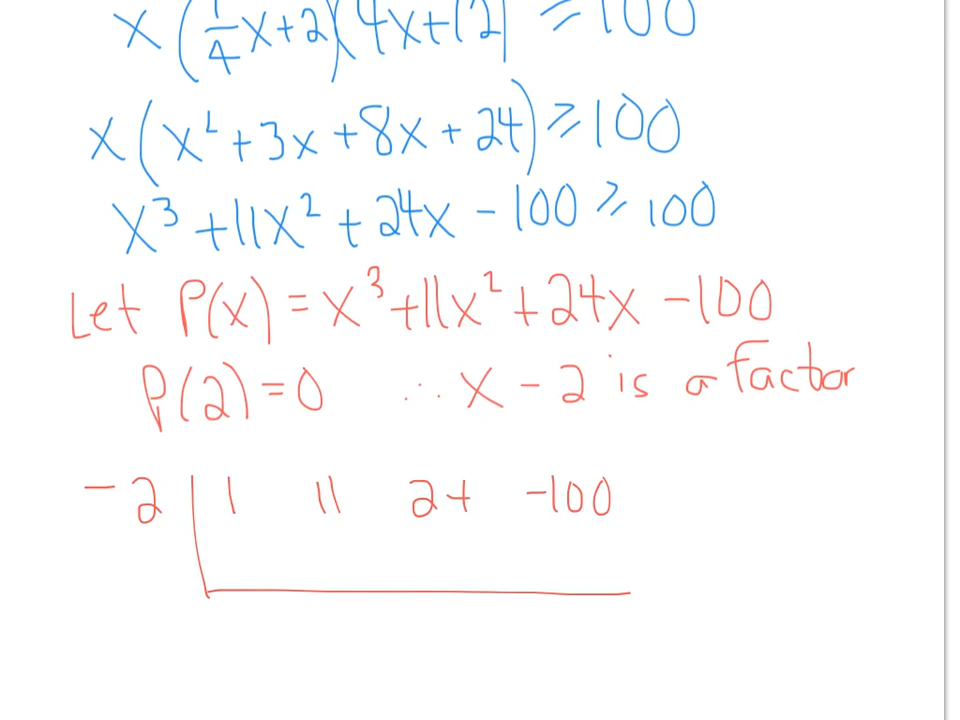 x(1/4x+2)(4x+12) ≥ 100
x(x²+3x+8x+24) ≥ 100
x³+11x²+24x-100 ≥ 100
Let P(x)=x³+11x²+24x-100
P(2)=0 ∴ x-2 is a factor
-2 | 1 11 24 -100